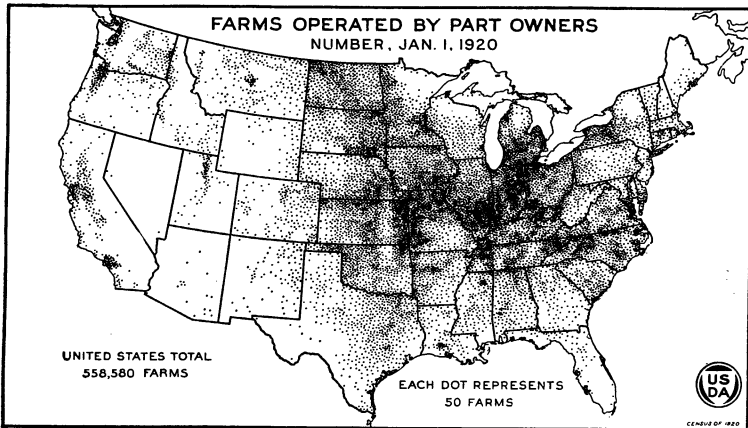 FARMS OPERATED BY PART OWNERS
NUMBER, JAN. 1, 1920
UNITED STATES TOTAL
558,580 FARMS
EACH DOT REPRESENTS
50 FARMS
US
DA
CENSUS OF 1920